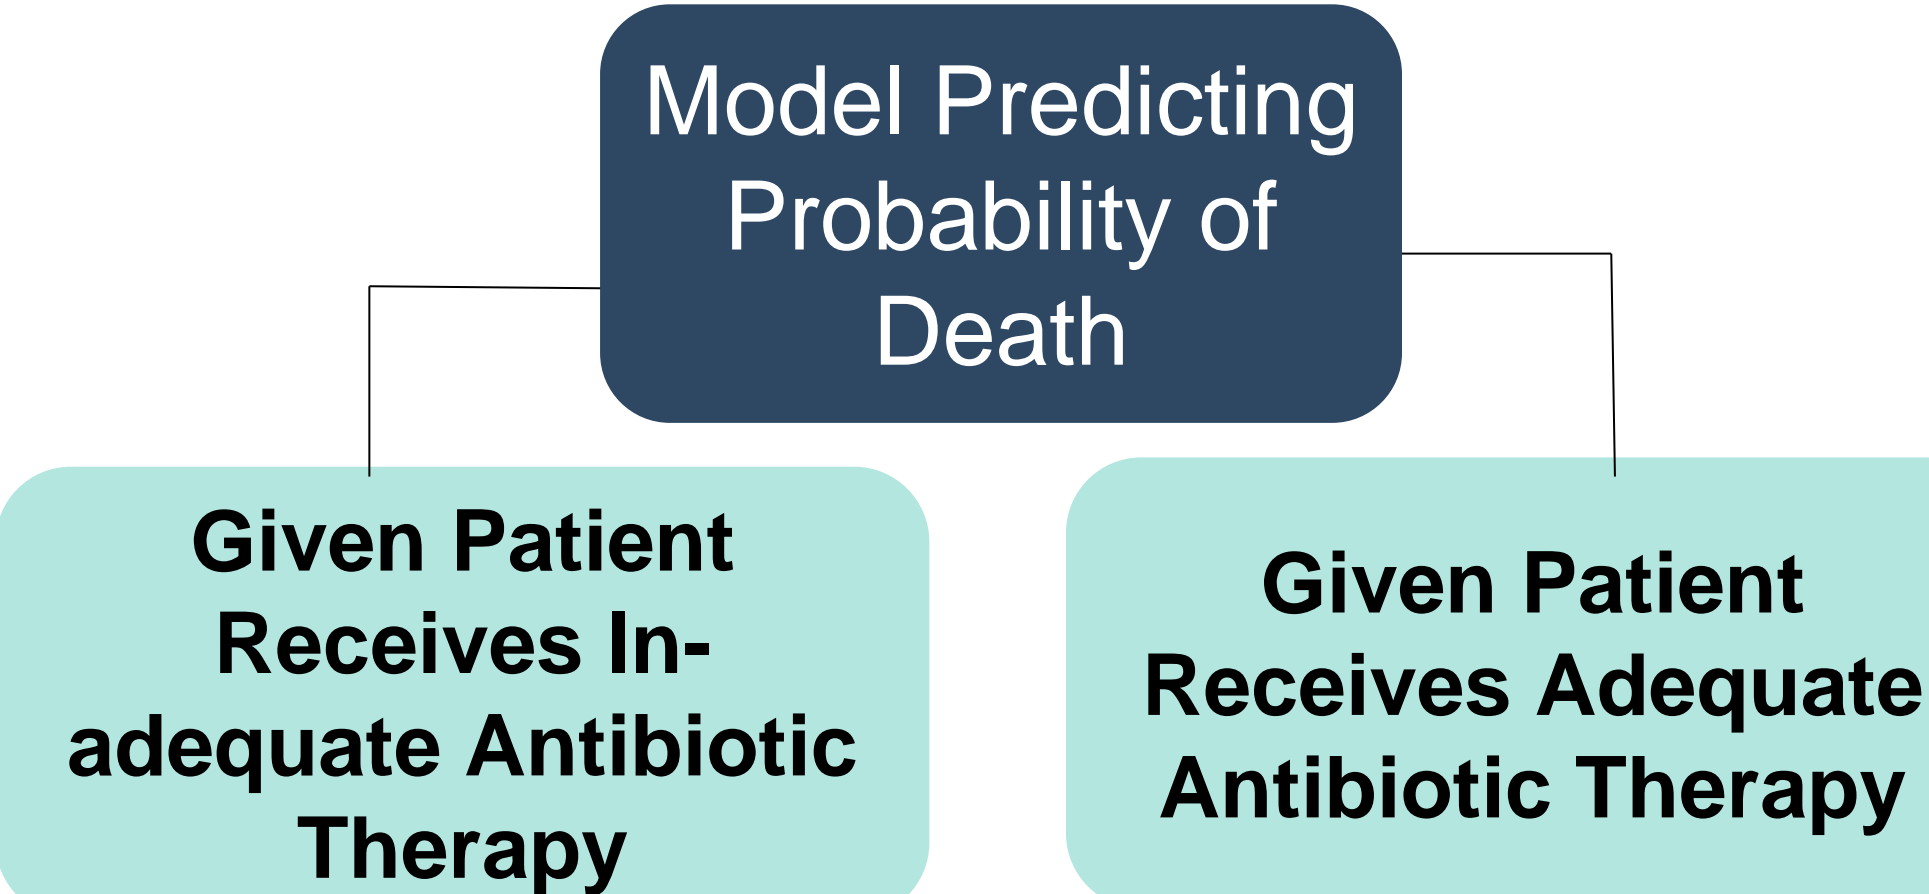 Model Predicting
Probability of
Death
Given Patient
Receives In-
adequate Antibiotic
Therapy
Given Patient
Receives Adequate
Antibiotic Therapy